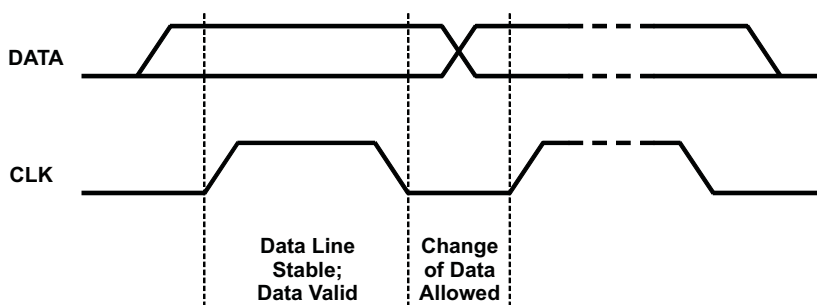 DATA
CLK
Data Line
Stable;
Data Valid
Change
of Data
Allowed